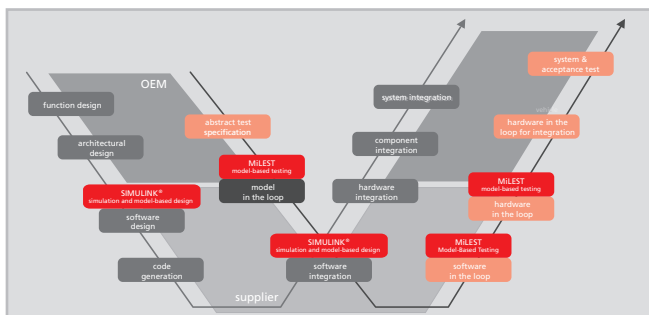 OEM
function design
architectural
design
SIMULINK®
simulation and model-based design
software
design
code
generation
supplier
abstract test
specification
MiLEST
model-based testing
model
in the loop
SIMULINK®
simulation and model-based design
software
integration
hardware
integration
component
integration
system integration
MiLEST
Model-Based Testing
software
in the loop
MiLEST
model-based testing
hardware
in the loop
hardware in the
loop for integration
system &
acceptance test